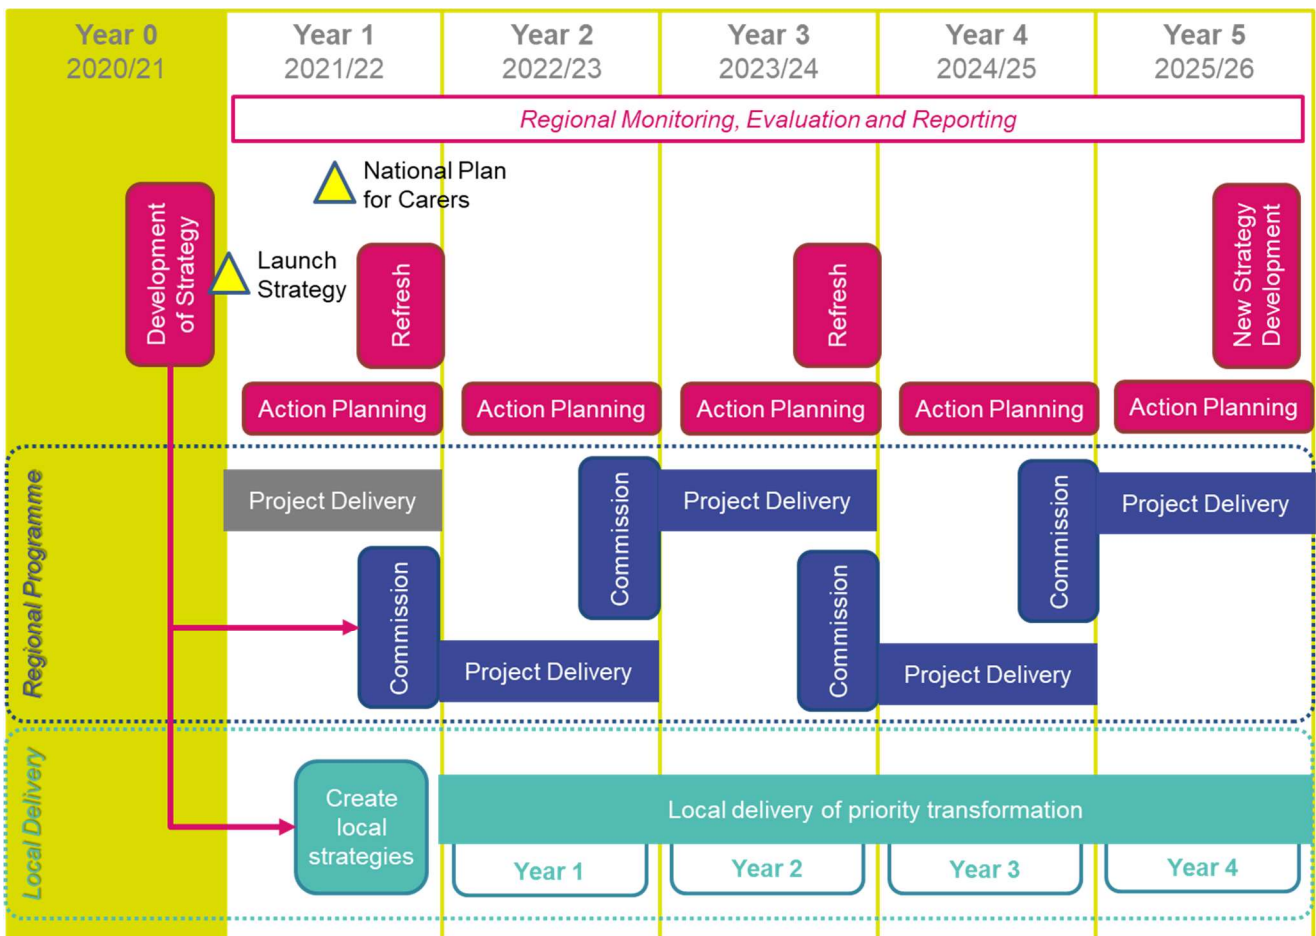 Year 0
2020/21
Year 1
2021/22
Year 2
2022/23
Year 3
2023/24
Year 4
2024/25
Year 5
2025/26
Regional Monitoring, Evaluation and Reporting
National Plan
for Carers
Development
of Strategy
Launch
Strategy
Refresh
Refresh
New Strategy
Development
Action Planning
Action Planning
Action Planning
Action Planning
Action Planning
Regional Programme
Project Delivery
Commission
Project Delivery
Commission
Project Delivery
Commission
Project Delivery
Commission
Project Delivery
Local Delivery
Create
local
strategies
Local delivery of priority transformation
Year 1
Year 2
Year 3
Year 4